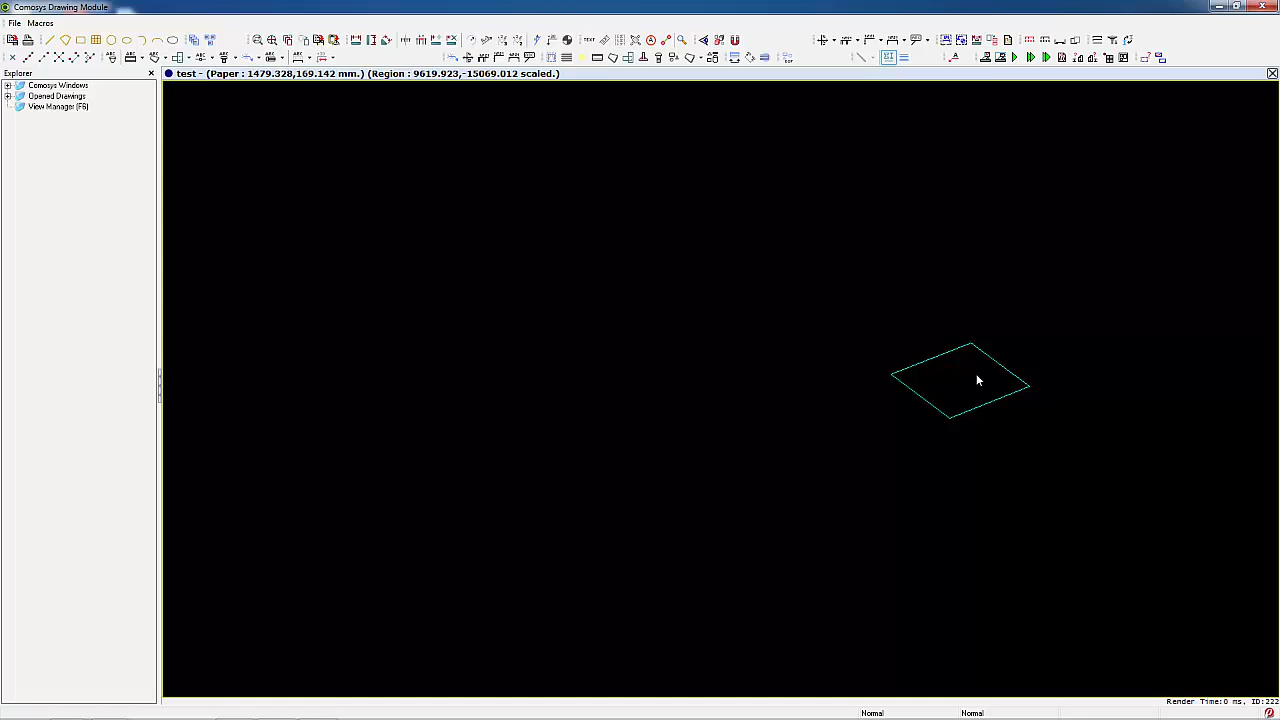 Comosys Drawing Module
File Macros
TEXT
Explorer
test - (Paper : 1479.328,169.142 mm.) (Region : 9619.923,-15069.012 scaled.)
Comosys Windows
Opened Drawings
View Manager (F6)
Render Time:0 ms, ID:222
Normal Normal